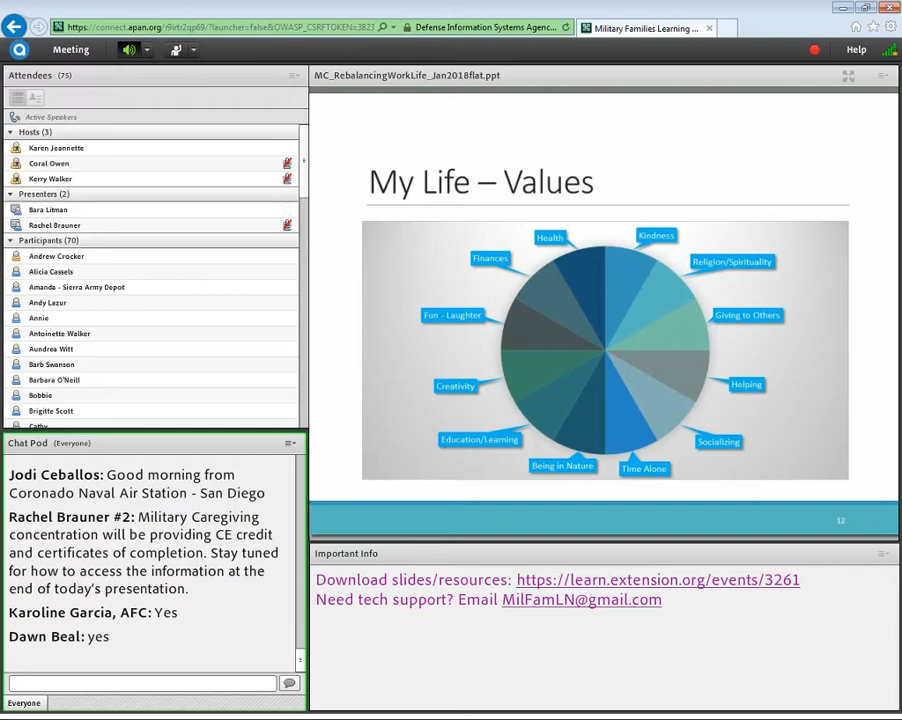 https://connect.apan.org/r9irtz2qp69/?launcher=false&OWASP_CSRFTOKEN=3823
Defense Information Systems Agenc...
Military Families Learning ...
Meeting
Help
Attendees (75)
Active Speakers
Hosts (3)
Karen Jeannette
Coral Owen
Kerry Walker
Presenters (2)
Bara Litman
Rachel Brauner
Participants (70)
Andrew Crocker
Alicia Cassels
Amanda - Sierra Army Depot
Andy Lazur
Annie
Antoinette Walker
Aundrea Witt
Barb Swanson
Barbara O'Neill
Bobbie
Brigitte Scott
Cathy
Chat Pod (Everyone)
Jodi Ceballos: Good morning from
Coronado Naval Air Station - San Diego
Rachel Brauner #2: Military Caregiving
concentration will be providing CE credit
and certificates of completion. Stay tuned
for how to access the information at the
end of today's presentation.
Karoline Garcia, AFC: Yes
Dawn Beal: yes
Everyone
MC_RebalancingWorkLife_Jan2018flat.ppt
My Life – Values
Health
Kindness
Finances
Religion/Spirituality
Fun - Laughter
Giving to Others
Creativity
Helping
Education/Learning
Socializing
Being in Nature
Time Alone
12
Important Info
Download slides/resources: https://learn.extension.org/events/3261
Need tech support? Email MilFamLN@gmail.com